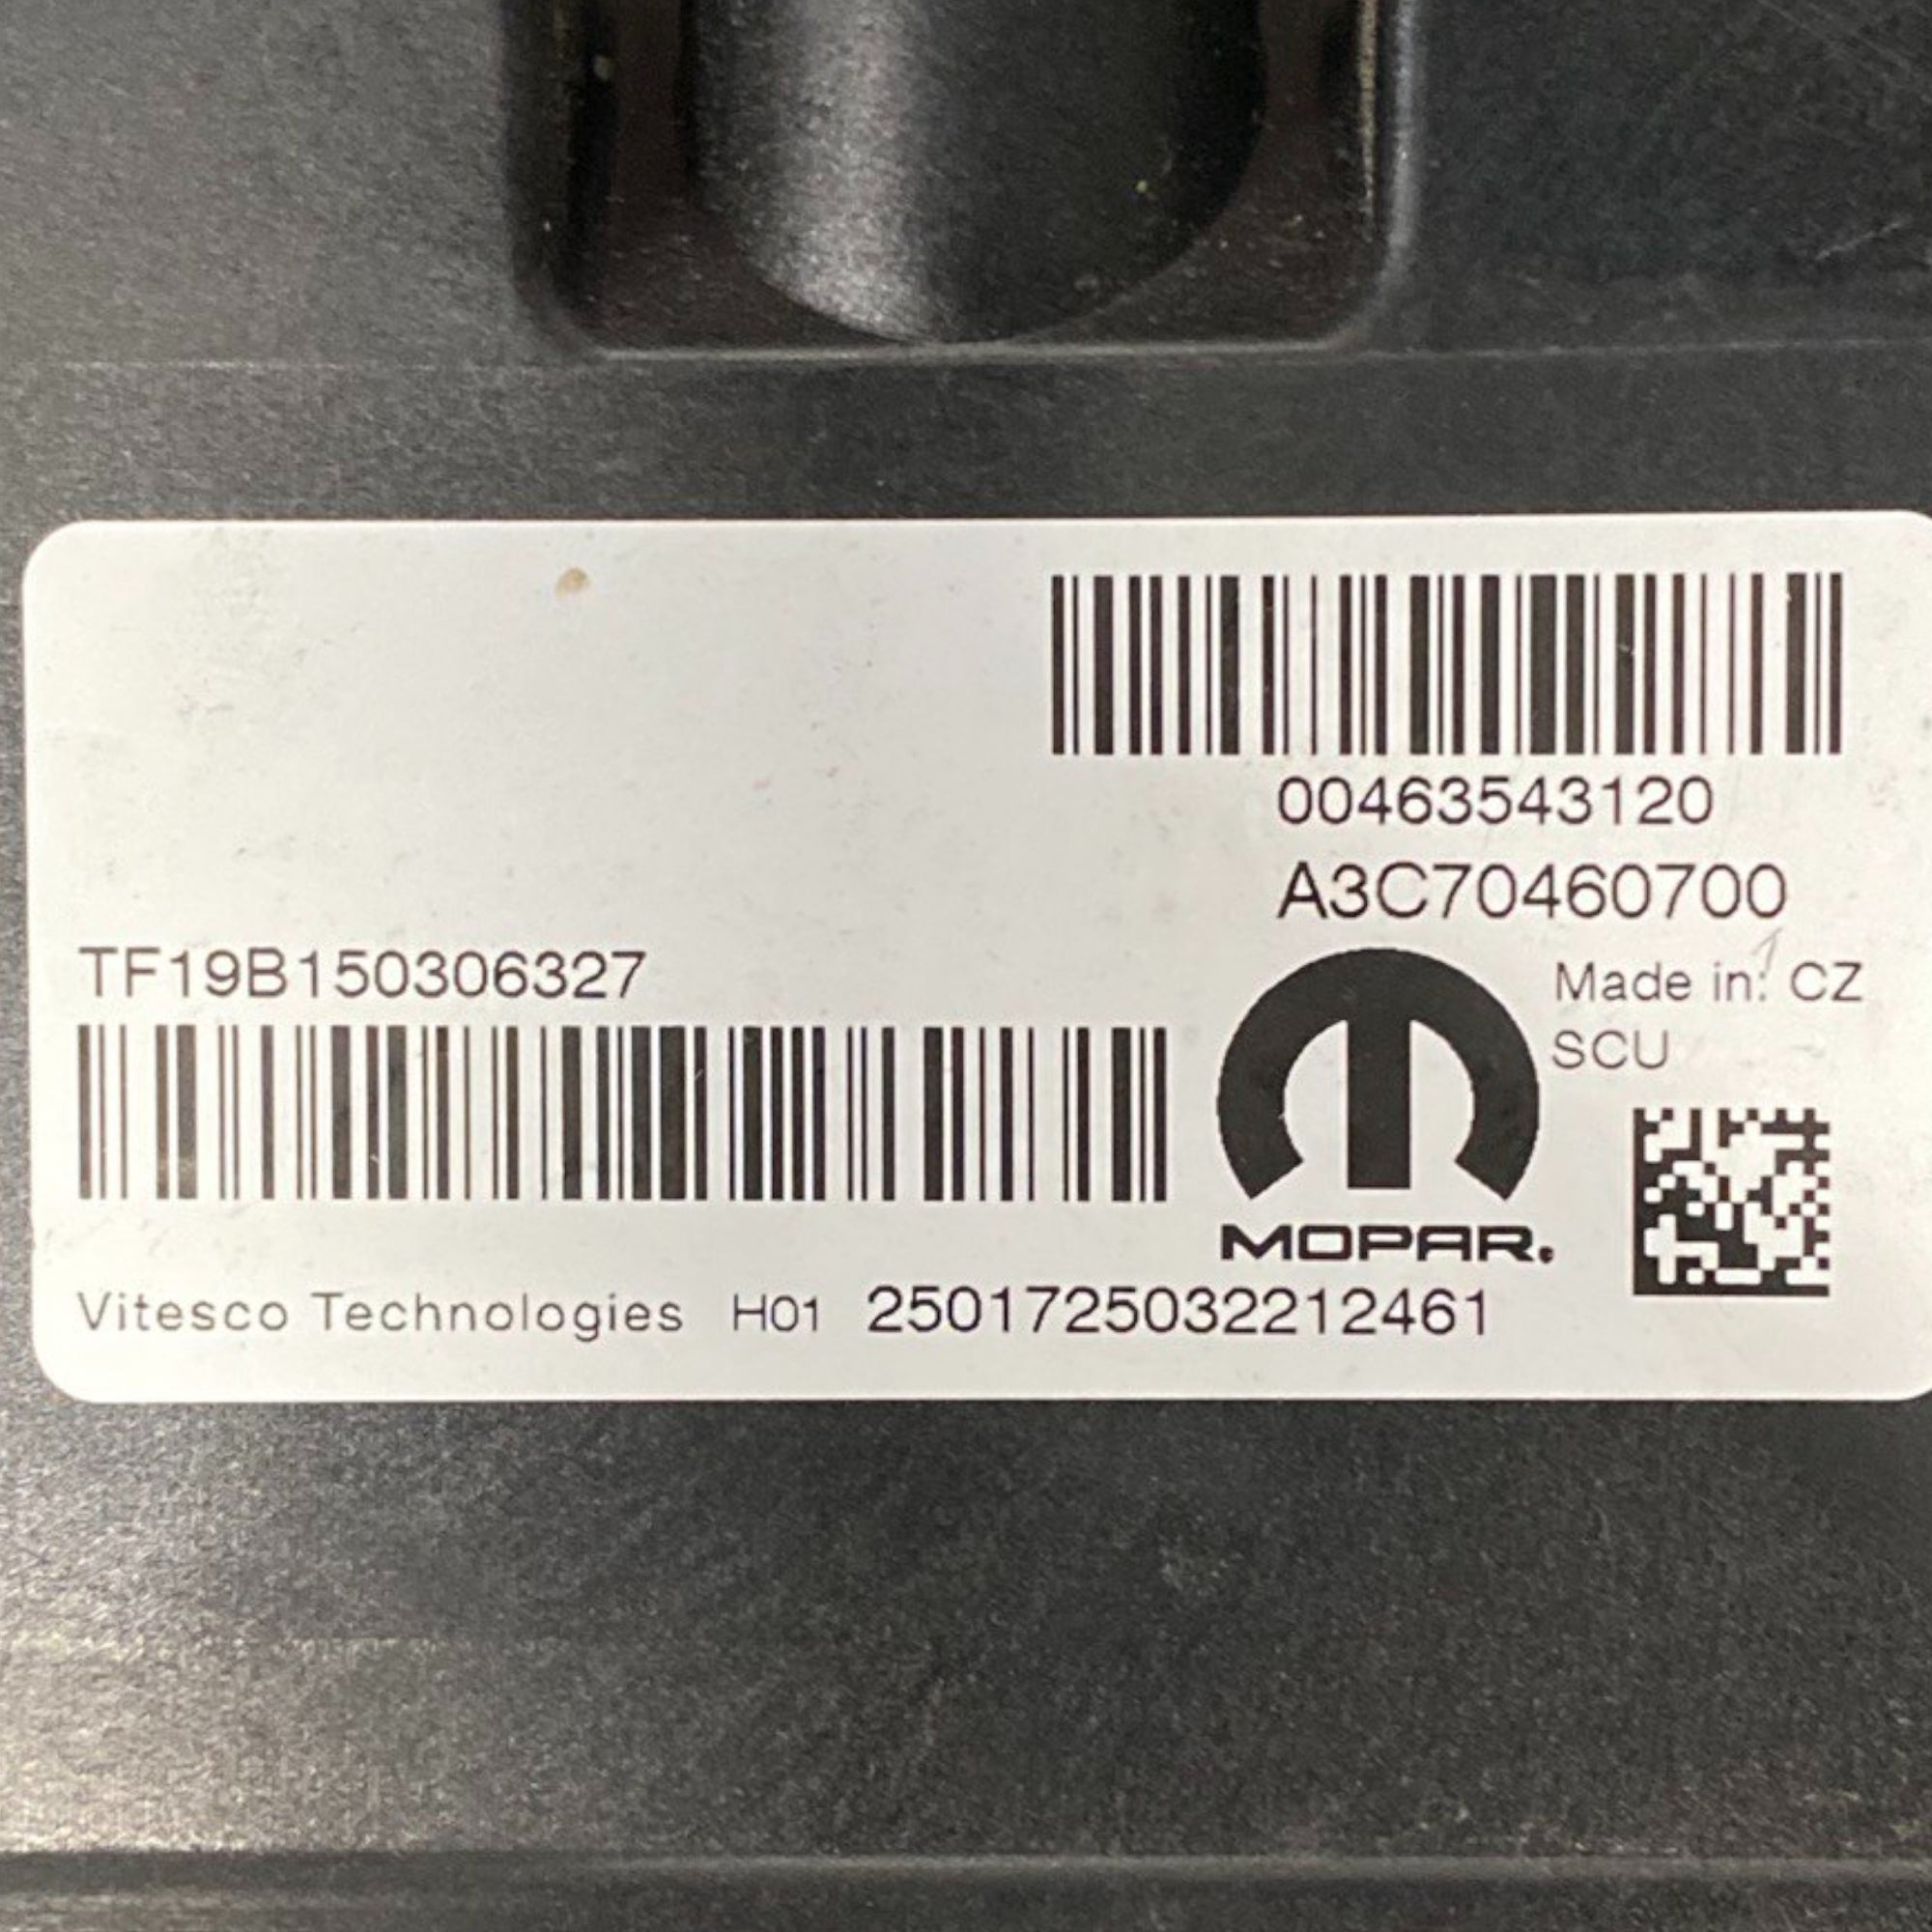 00463543120
A3C70460700
TF19B150306327
Made in: CZ
SCU
MOPAR.
Vitesco Technologies H01 2501725032212461